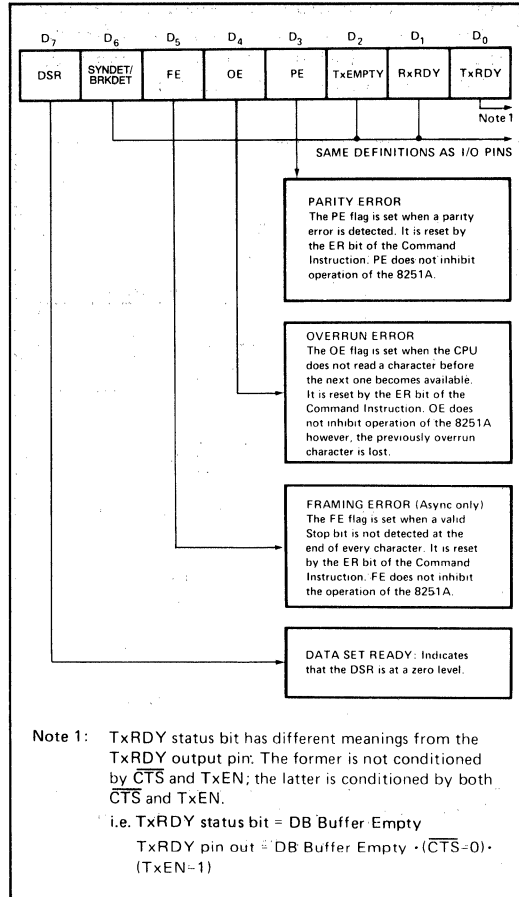 D7 D6 D5 D4 D3 D2 D1 D0
DSR SYNDET/ BRKDET FE OE PE TxEMPTY RxRDY TxRDY
Note 1
SAME DEFINITIONS AS I/O PINS
PARITY ERROR
The PE flag is set when a parity
error is detected. It is reset by
the ER bit of the Command
Instruction. PE does not inhibit
operation of the 8251A.
OVERRUN ERROR
The OE flag is set when the CPU
does not read a character before
the next one becomes available.
It is reset by the ER bit of the
Command Instruction. OE does
not inhibit operation of the 8251A
however, the previously overrun
character is lost.
FRAMING ERROR (Async only)
The FE flag is set when a valid
Stop bit is not detected at the
end of every character. It is reset
by the ER bit of the Command
Instruction. FE does not inhibit
the operation of the 8251A.
DATA SET READY: Indicates
that the DSR is at a zero level.
Note 1: TxRDY status bit has different meanings from the
TxRDY output pin. The former is not conditioned
by C̅T̅S̅ and TxEN; the latter is conditioned by both
C̅T̅S̅ and TxEN.
i.e. TxRDY status bit = DB Buffer Empty
TxRDY pin out = DB Buffer Empty • (C̅T̅S̅=0) •
(TxEN=1)